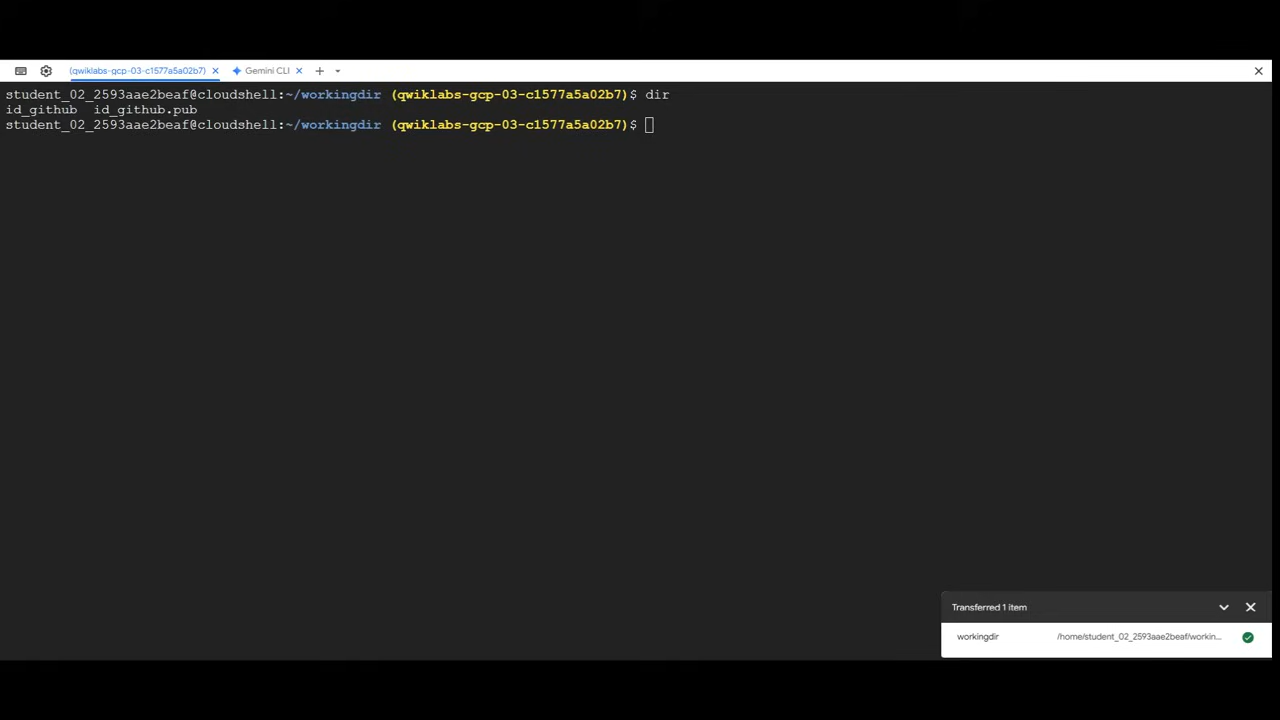 (qwiklabs-gcp-03-c1577a5a02b7) Gemini CLI
student_02_2593aae2beaf@cloudshell:~/workingdir (qwiklabs-gcp-03-c1577a5a02b7)$ dir
id_github  id_github.pub
student_02_2593aae2beaf@cloudshell:~/workingdir (qwiklabs-gcp-03-c1577a5a02b7)$
Transferred 1 item
workingdir /home/student_02_2593aae2beaf/workin...